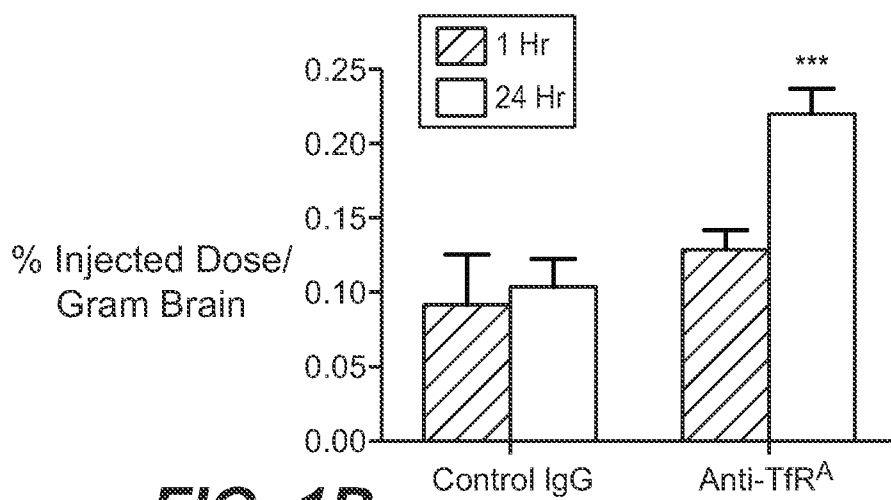 1 Hr
24 Hr
***
0.25
0.20
0.15
0.10
0.05
0.00
% Injected Dose/
Gram Brain
Control IgG
Anti-TfRᴬ